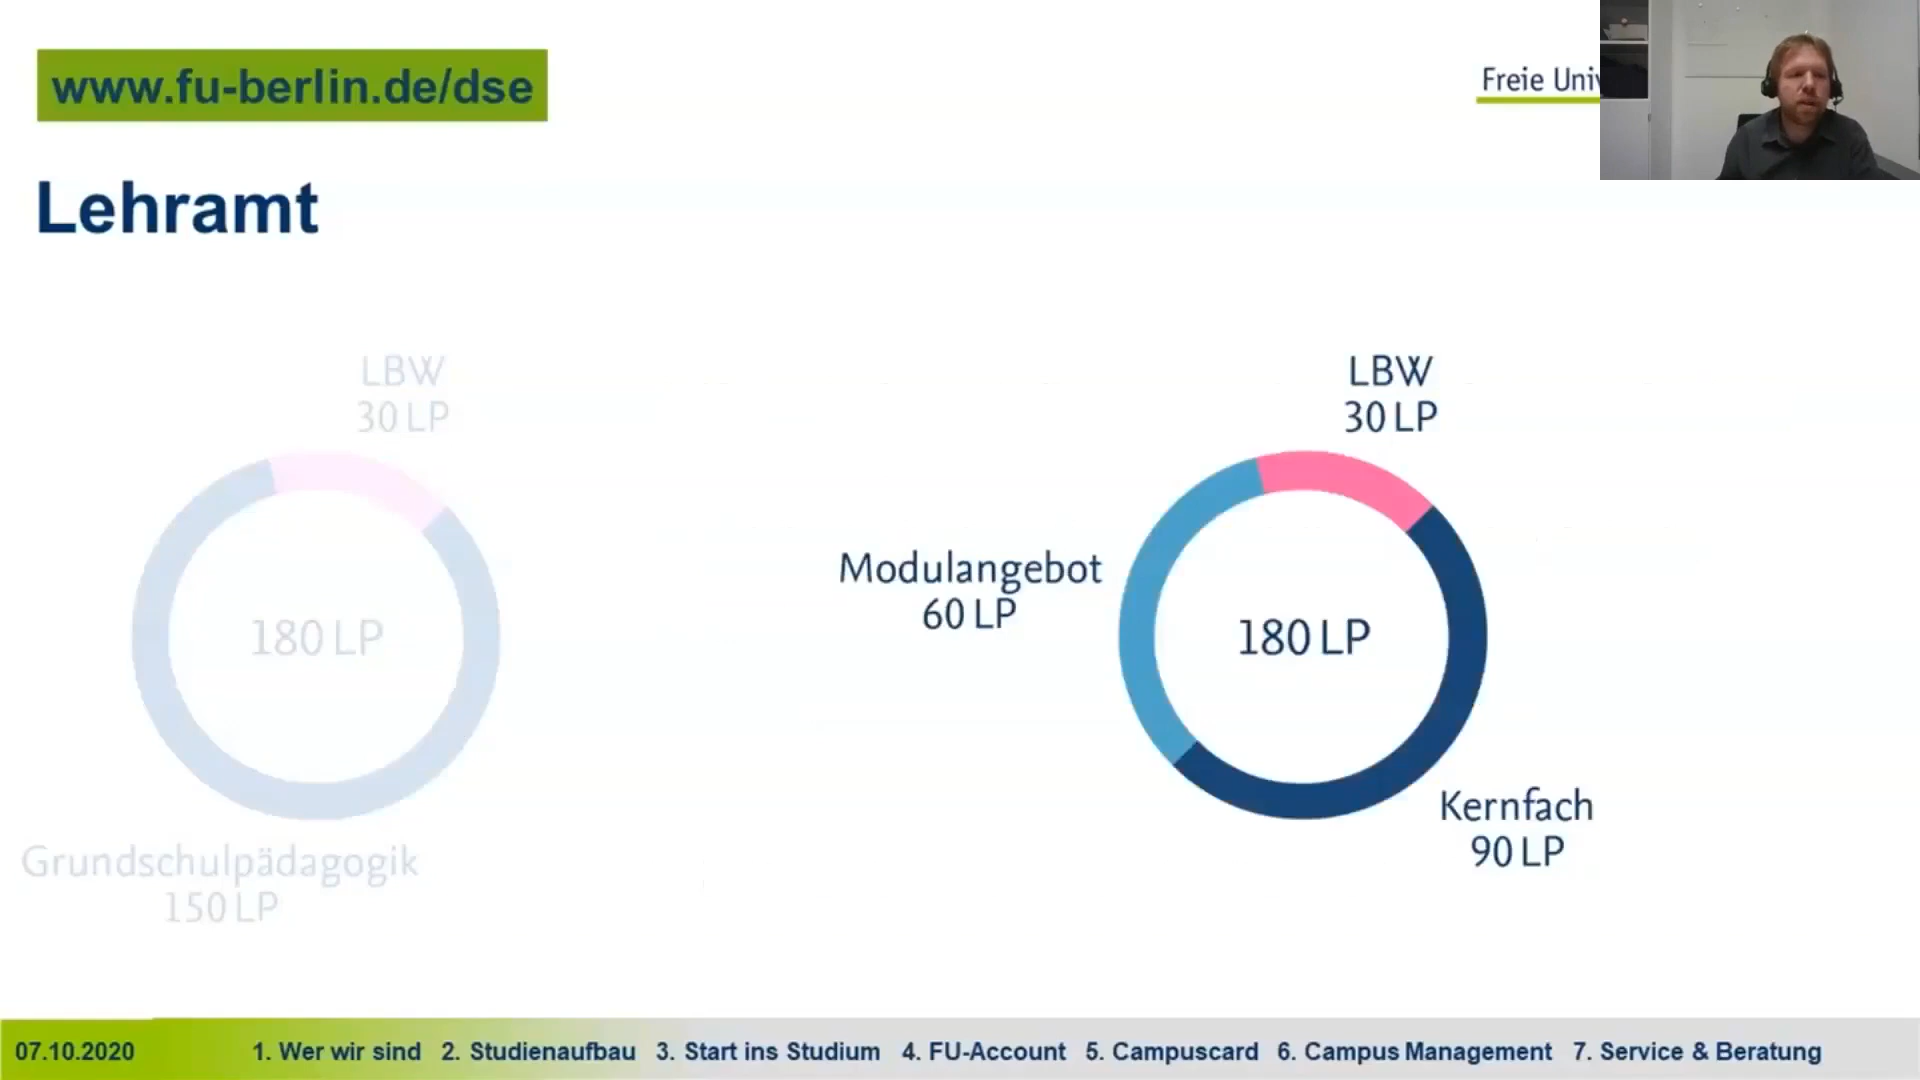 www.fu-berlin.de/dse
Freie Univ
Lehramt
LBW
30 LP
180 LP
Grundschulpädagogik
150 LP
LBW
30 LP
Modulangebot
60 LP
180 LP
Kernfach
90 LP
07.10.2020 1. Wer wir sind 2. Studienaufbau 3. Start ins Studium 4. FU-Account 5. Campuscard 6. Campus Management 7. Service & Beratung